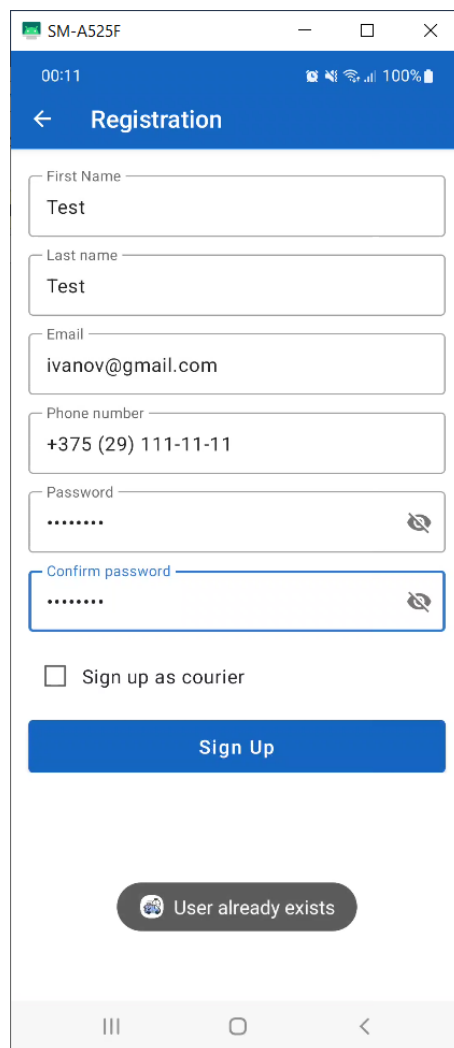 SM-A525F
00:11 100%
Registration
First Name
Test
Last name
Test
Email
ivanov@gmail.com
Phone number
+375 (29) 111-11-11
Password
••••••••
Confirm password
••••••••
Sign up as courier
Sign Up
User already exists